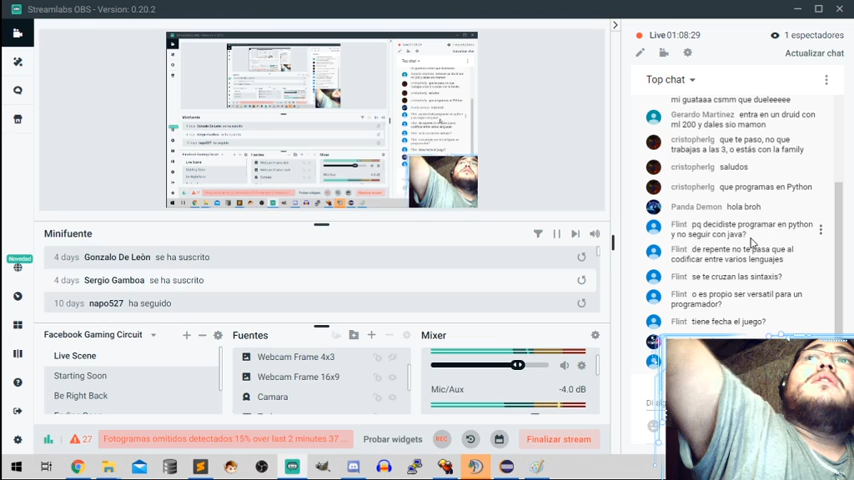 Streamlabs OBS - Version: 0.20.2
Live 01:08:29
1 espectadores
Actualizar chat
Top chat
mi guataaa csmm que dueleeeee
Gerardo Martinez entra en un druid con
ml 200 y dales sio mamon
cristopherlg que te paso, no que
trabajas a las 3, o estás con la family
cristopherlg saludos
cristopherlg que programas en Python
Panda Demon hola broh
Flint pq decidiste programar en python
y no seguir con java?
Flint de repente no te pasa que al
codificar entre varios lenguajes
Flint se te cruzan las sintaxis?
Flint o es propio ser versatil para un
programador?
Flint tiene fecha el juego?
Minifuente
4 days Gonzalo De Leòn se ha suscrito
4 days Sergio Gamboa se ha suscrito
10 days napo527 ha seguido
Novedad
Facebook Gaming Circuit
Live Scene
Starting Soon
Be Right Back
Fuentes
Webcam Frame 4x3
Webcam Frame 16x9
Camara
Mixer
Mic/Aux
-4.0 dB
27
Fotogramas omitidos detectados 15% over last 2 minutes 37 ...
Probar widgets
REC
Finalizar stream